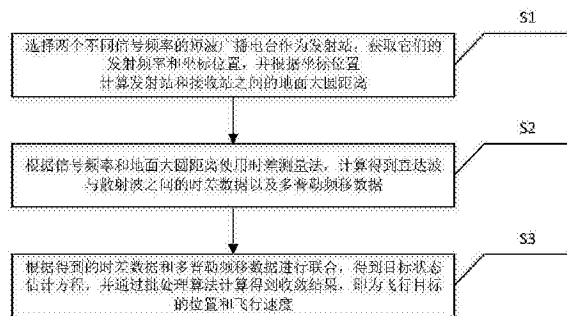 S1
选择两个不同信号频率的短波广播电台作为发射站，获取它们的
发射频率和坐标位置，并根据坐标位置
计算发射站和接收站之间的地面大圆距离
S2
根据信号频率和地面大圆距离使用时差测量法，计算得到直达波
与散射波之间的时差数据以及多普勒频移数据
S3
根据得到的时差数据和多普勒频移数据进行联合，得到目标状态
估计方程，并通过批处理算法计算得到收敛结果，即为飞行目标
的位置和飞行速度